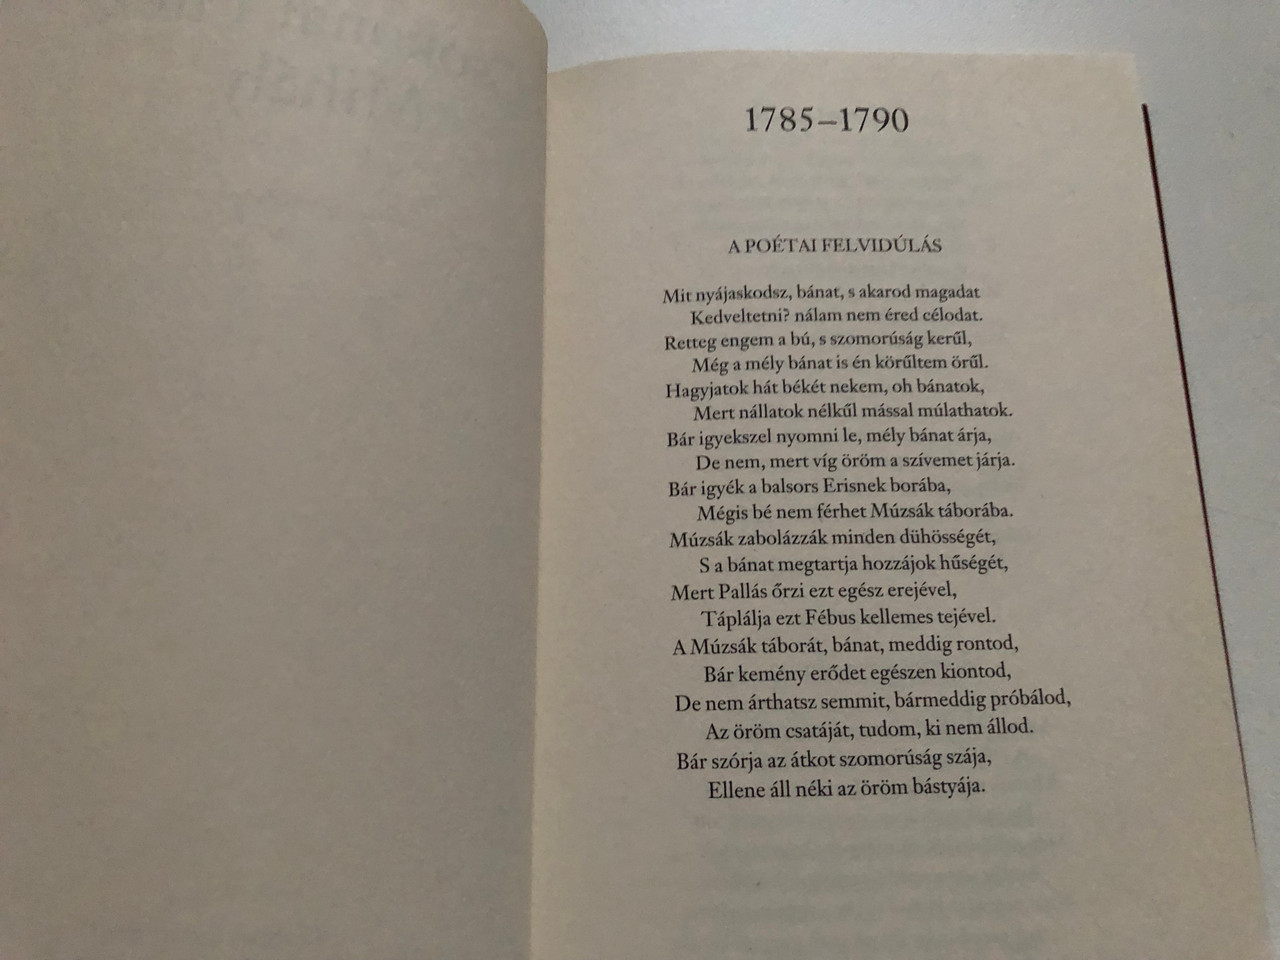 1785–1790
A POÉTAI FELVIDÚLÁS
Mit nyájaskodsz, bánat, s akarod magadat
Kedveltetni? nálam nem éred célodat.
Retteg engem a bú, s szomorúság kerűl,
Még a mély bánat is én körűltem örűl.
Hagyjatok hát békét nekem, oh bánatok,
Mert nállatok nélkűl mással múlathatok.
Bár igyekszel nyomni le, mély bánat árja,
De nem, mert víg öröm a szívemet járja.
Bár igyék a balsors Erisnek borába,
Mégis bé nem férhet Múzsák táborába.
Múzsák zabolázzák minden dühösségét,
S a bánat megtartja hozzájok hűségét,
Mert Pallás őrzi ezt egész erejével,
Táplálja ezt Fébus kellemes tejével.
A Múzsák táborát, bánat, meddig rontod,
Bár kemény erődet egészen kiontod,
De nem árthatsz semmit, bármeddig próbálod,
Az öröm csatáját, tudom, ki nem állod.
Bár szórja az átkot szomorúság szája,
Ellene áll néki az öröm bástyája.